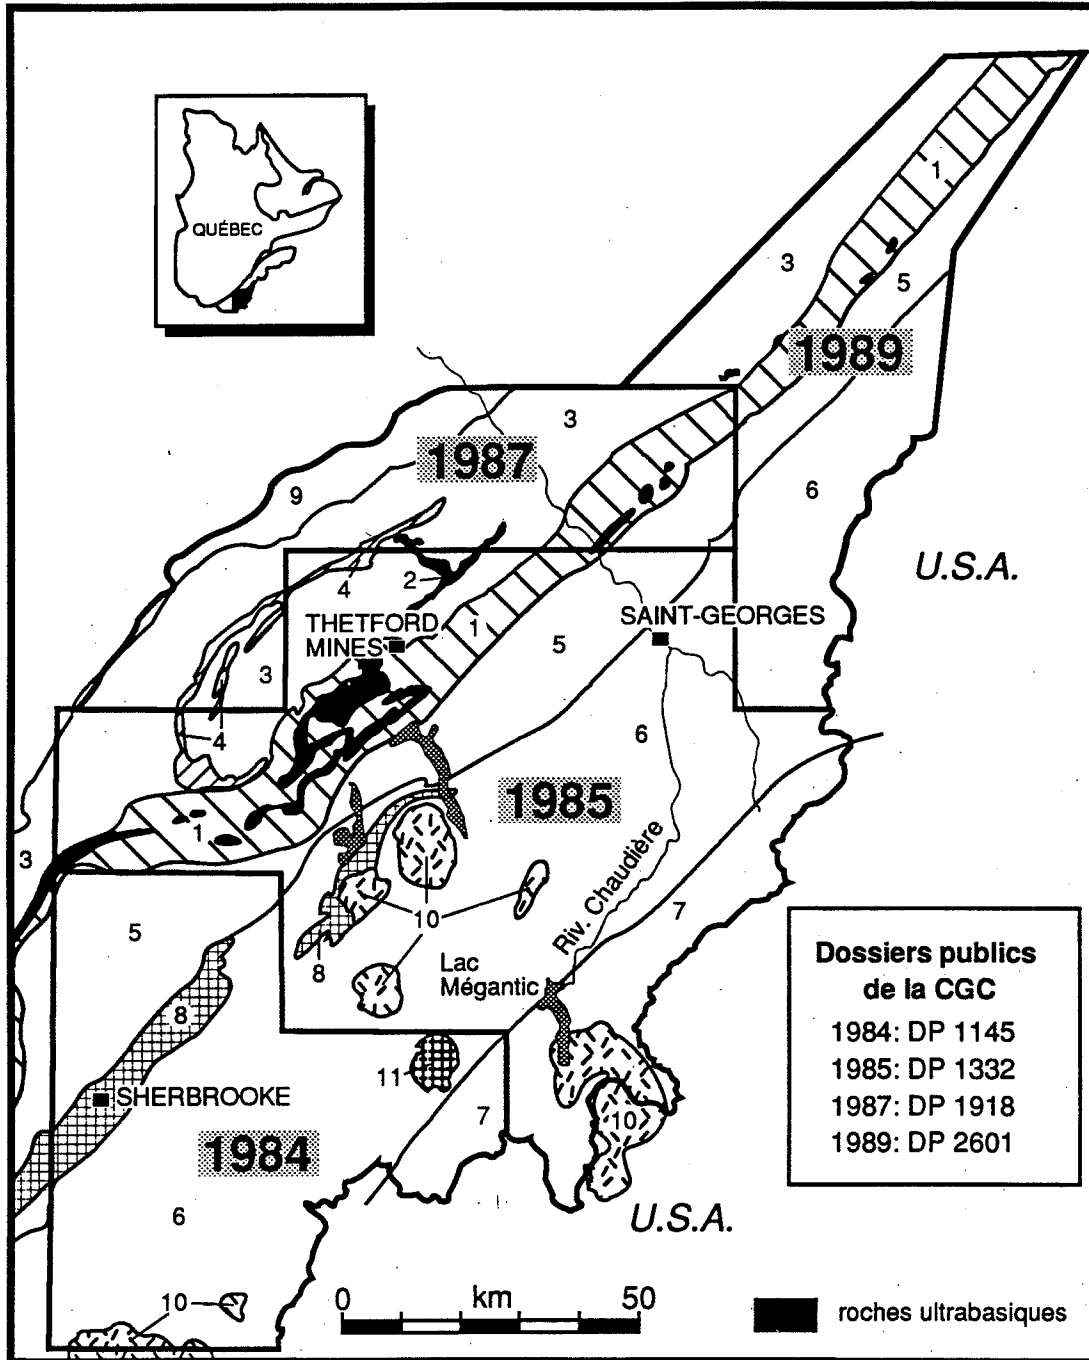 QUÉBEC
1
3
5
1989
3
1987
9
6
U.S.A.
4
2
THETFORD
MINES
1
SAINT-GEORGES
5
3
4
6
1985
1
3
Riv. Chaudière
5
10
7
8
Lac
Mégantic
8
11
SHERBROOKE
7
10
1984
6
U.S.A.
10
Dossiers publics
de la CGC
1984: DP 1145
1985: DP 1332
1987: DP 1918
1989: DP 2601
0 km 50
roches ultrabasiques